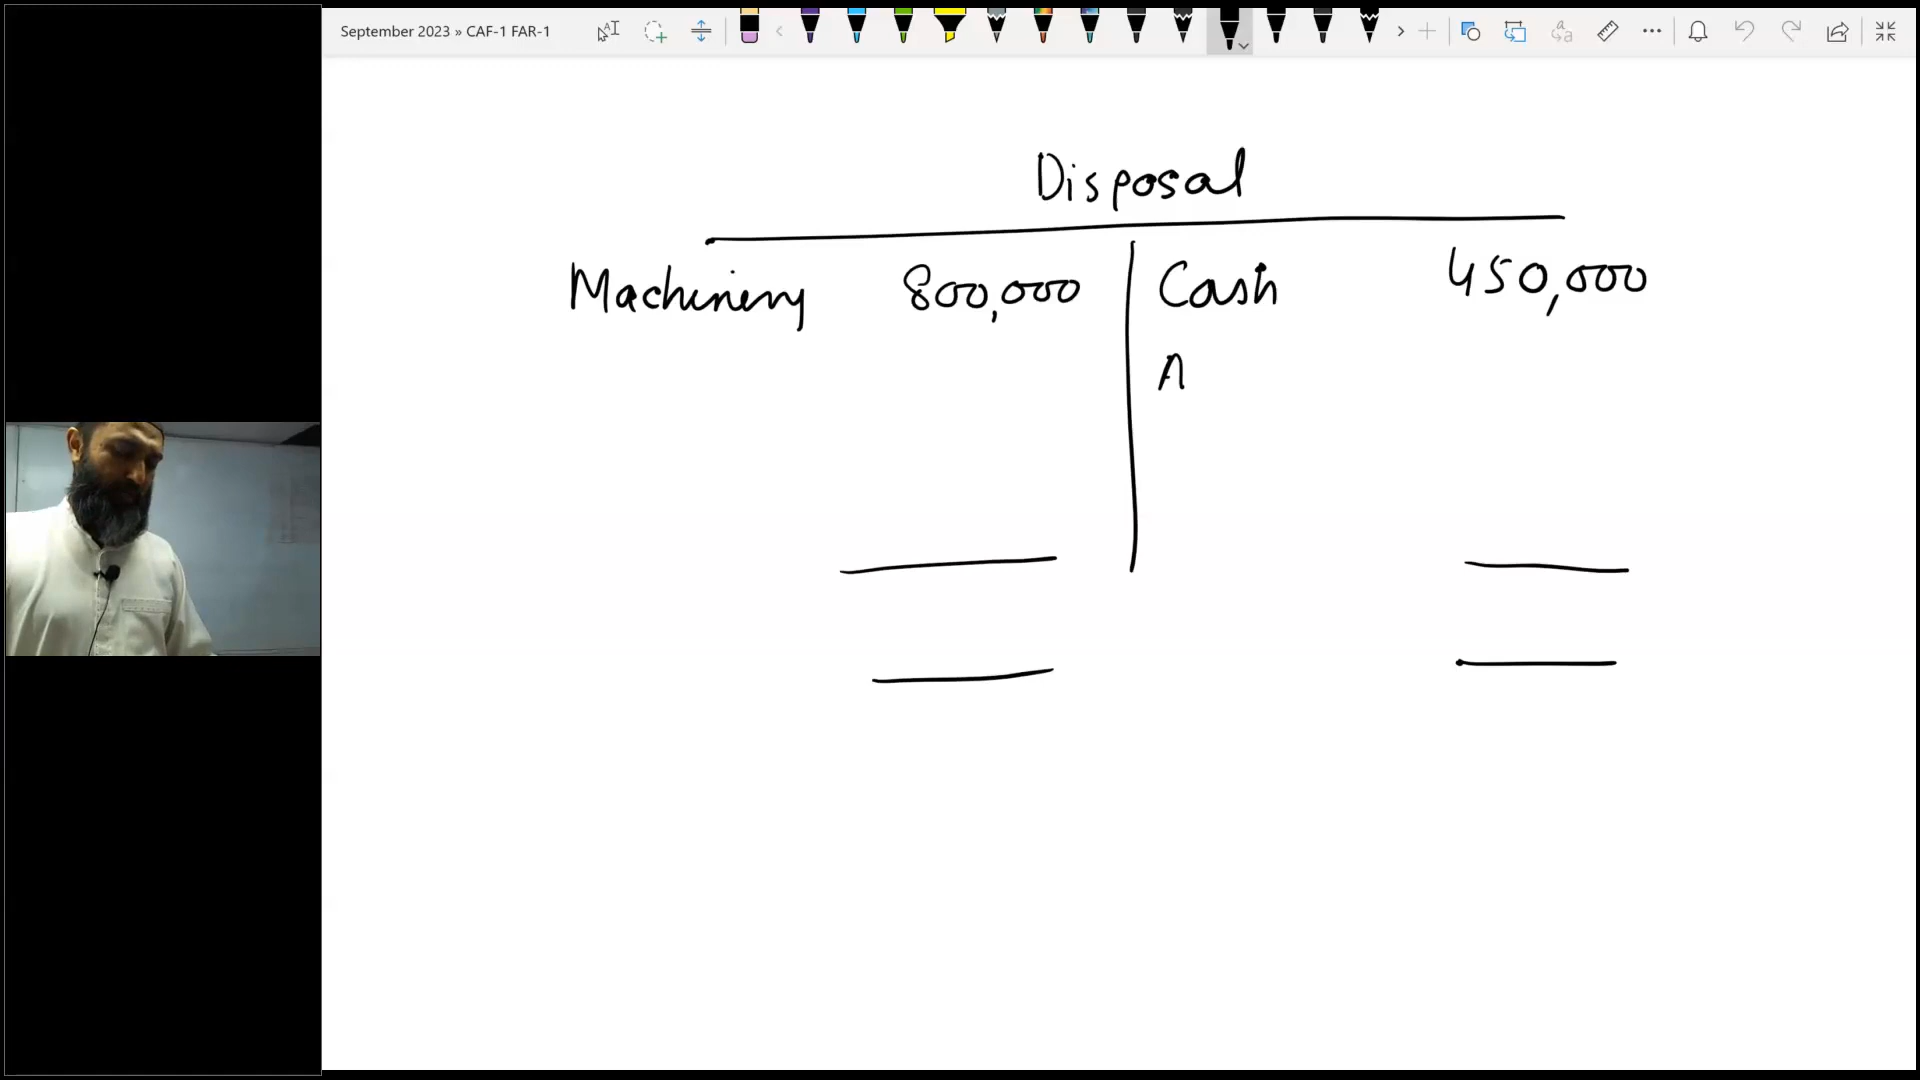 September 2023 » CAF-1 FAR-1
Disposal
Machinery 800,000 Cash 450,000
A